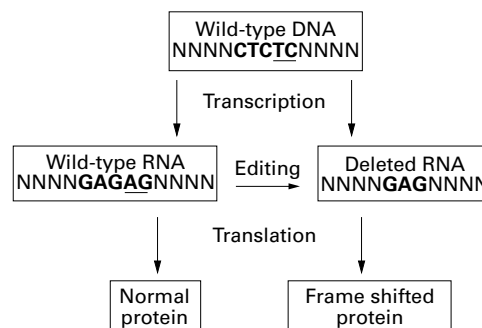 Wild-type DNA
NNNNCTCTCNNNN
Transcription
Wild-type RNA
NNNNGAGAGNNNN
Editing
Deleted RNA
NNNNGAGNNNN
Translation
Normal
protein
Frame shifted
protein